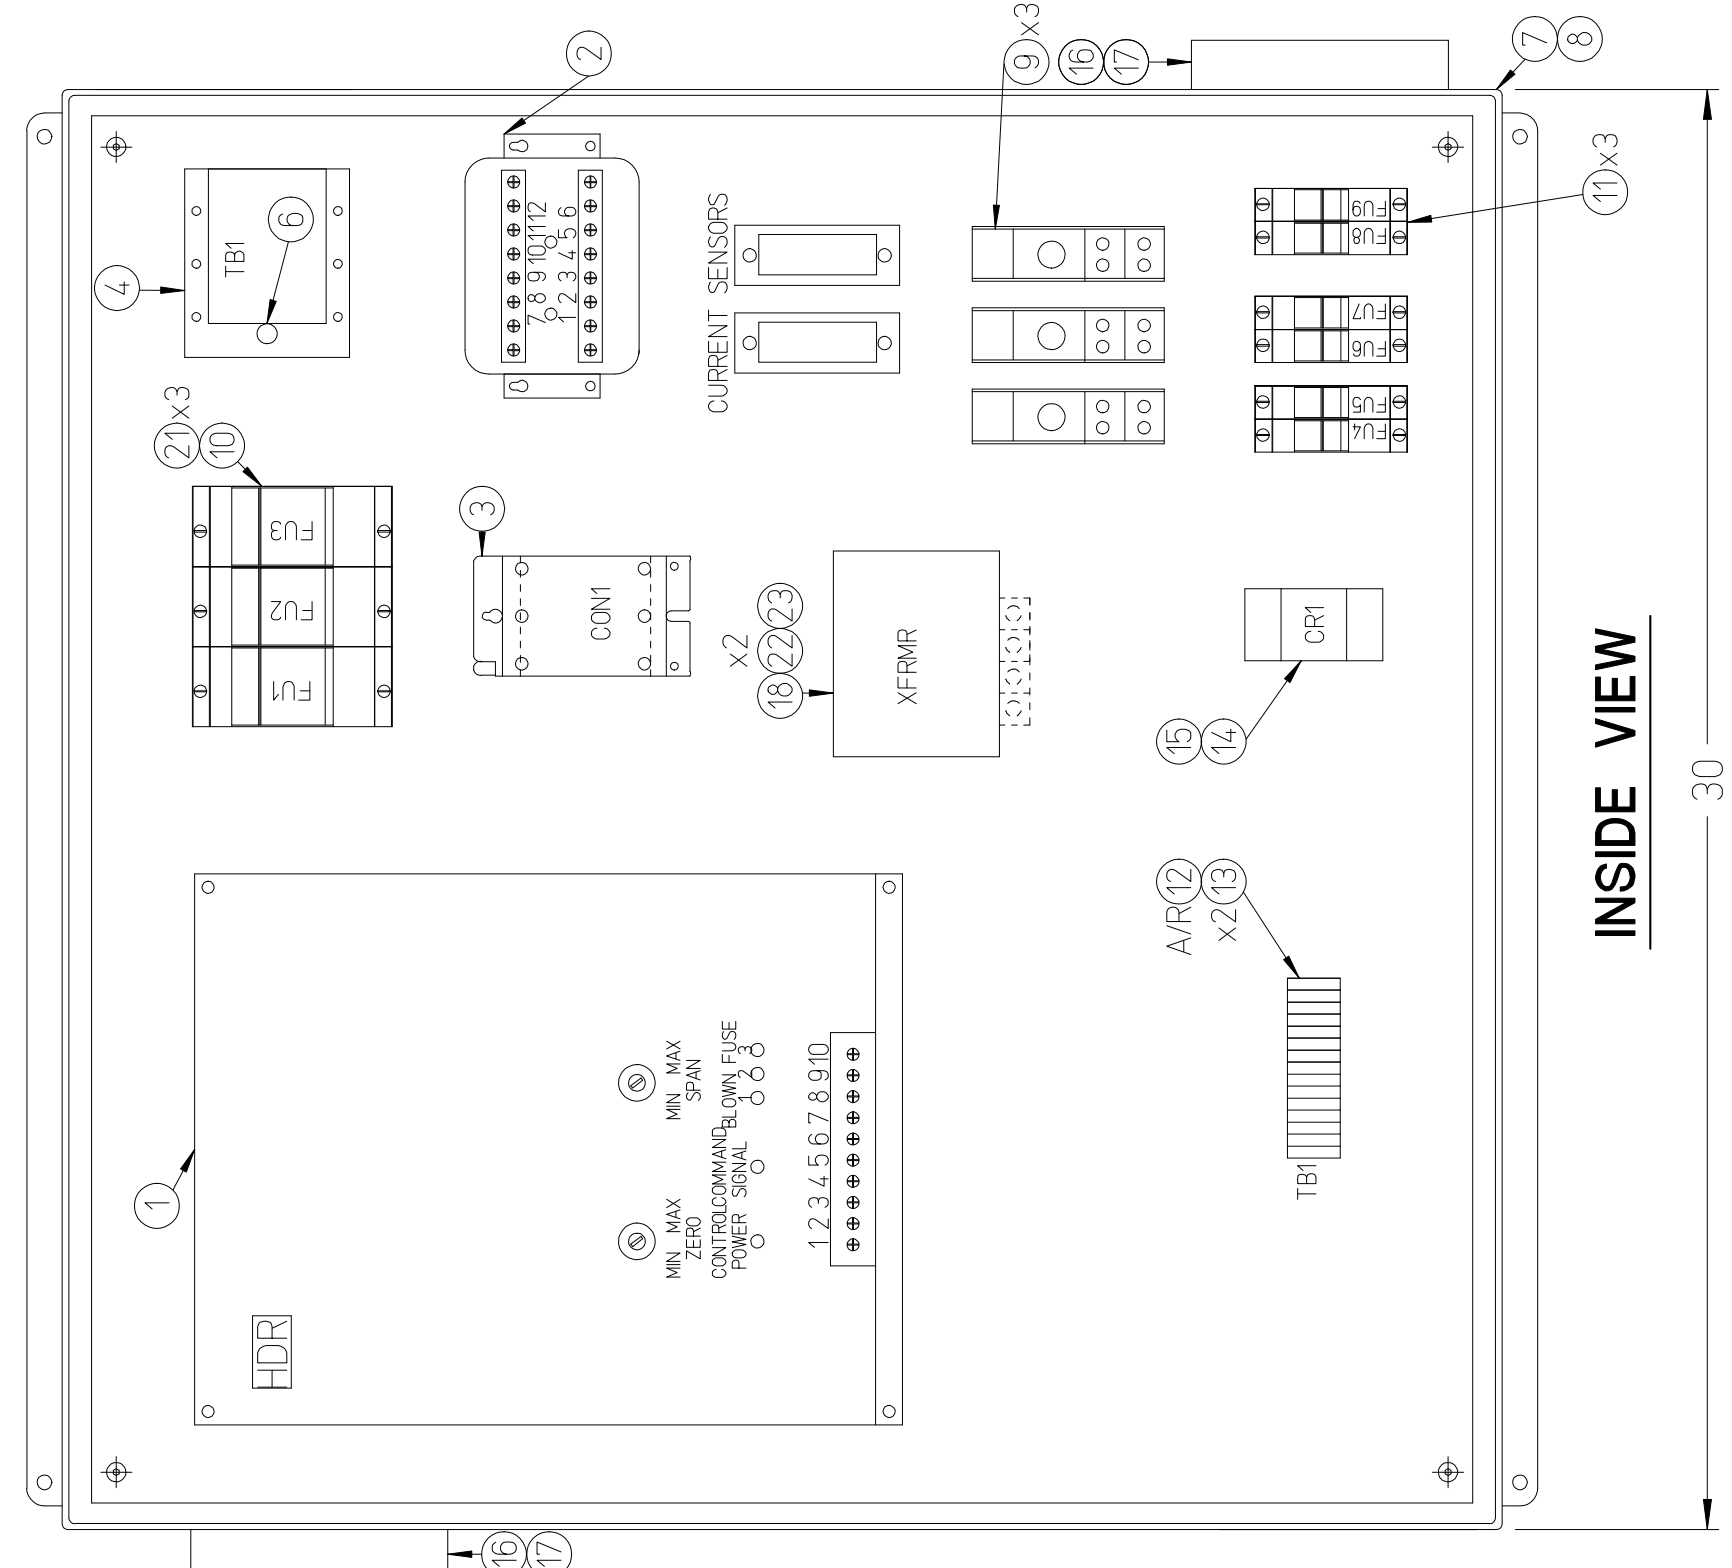 2
9 x3
16
17
7
8
4
TB1
6
7 8 9 10 11 12
1 2 3 4 5 6
CURRENT SENSORS
11 x3
FU9
FU8
FU7
FU6
FU5
FU4
21 x3
10
FU3
FU2
FU1
3
CON1
x2
18 22 23
XFRMR
15
14
CR1
1
HDR
MIN MAX
ZERO
MIN MAX
SPAN
CONTROL COMMAND
POWER SIGNAL
BLOWN FUSE
1 2 3
1 2 3 4 5 6 7 8 9 10
A/R 12
x2 13
TB1
16
17
INSIDE VIEW
30